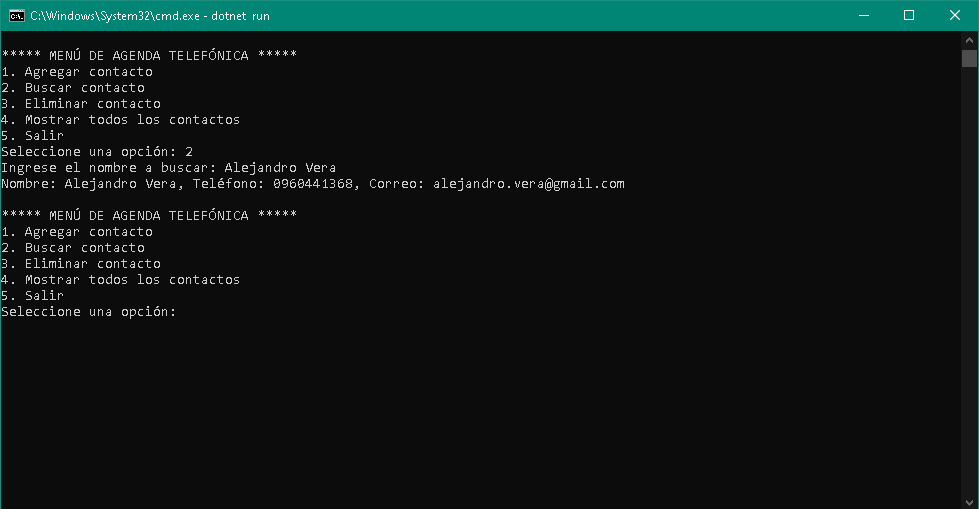 C:\Windows\System32\cmd.exe - dotnet run
***** MENÚ DE AGENDA TELEFÓNICA *****
1. Agregar contacto
2. Buscar contacto
3. Eliminar contacto
4. Mostrar todos los contactos
5. Salir
Seleccione una opción: 2
Ingrese el nombre a buscar: Alejandro Vera
Nombre: Alejandro Vera, Teléfono: 0960441368, Correo: alejandro.vera@gmail.com
***** MENÚ DE AGENDA TELEFÓNICA *****
1. Agregar contacto
2. Buscar contacto
3. Eliminar contacto
4. Mostrar todos los contactos
5. Salir
Seleccione una opción: